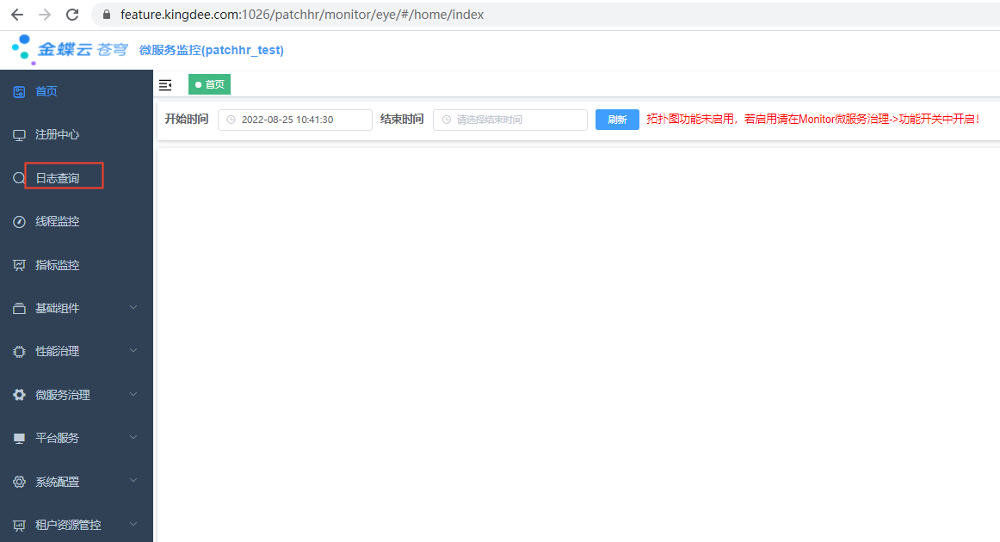 feature.kingdee.com:1026/patchhr/monitor/eye/#/home/index
金蝶云 苍穹 微服务监控(patchhr_test)
首页
首页
开始时间 2022-08-25 10:41:30 结束时间 请选择结束时间 刷新 拓扑图功能未启用，若启用请在Monitor微服务治理->功能开关中开启！
注册中心
日志查询
线程监控
指标监控
基础组件
性能治理
微服务治理
平台服务
系统配置
租户资源管控